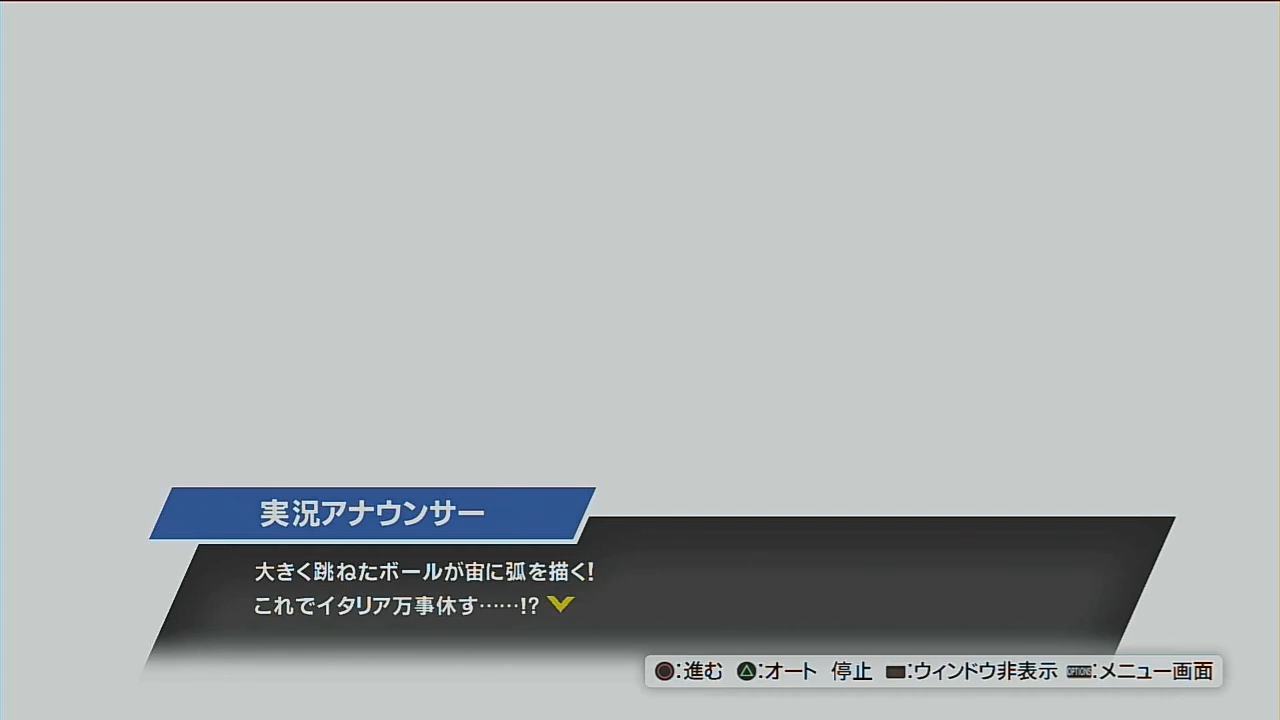 実況アナウンサー
大きく跳ねたボールが宙に弧を描く!
これでイタリア万事休す……!?
:進む :オート 停止 :ウィンドウ非表示 OPTIONS:メニュー画面